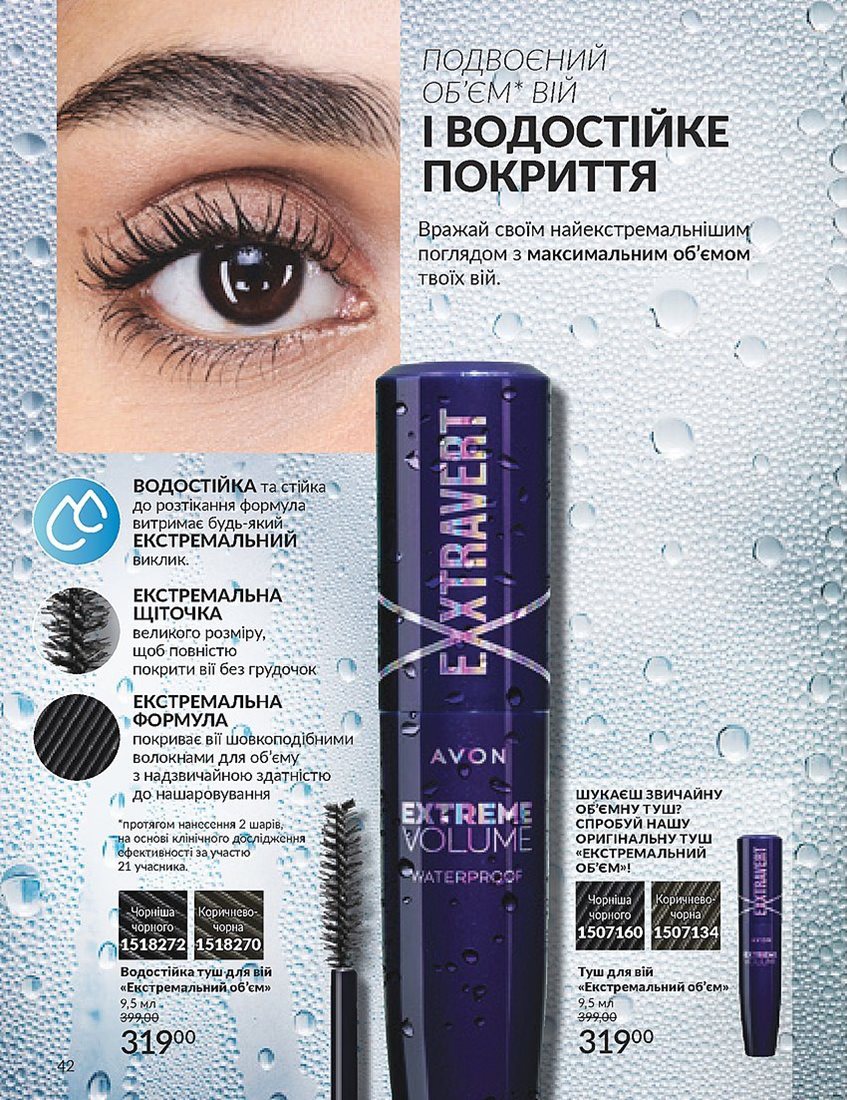 ПОДВОЄНИЙ
ОБ'ЄМ* ВІЙ
І ВОДОСТІЙКЕ
ПОКРИТТЯ
Вражай своїм найекстремальнішим
поглядом з максимальним об'ємом
твоїх вій.
ВОДОСТІЙКА та стійка
до розтікання формула
витримає будь-який
ЕКСТРЕМАЛЬНИЙ
виклик.
ЕКСТРЕМАЛЬНА
ЩІТОЧКА
великого розміру,
щоб повністю
покрити вії без грудочок
ЕКСТРЕМАЛЬНА
ФОРМУЛА
покриває вії шовкоподібними
волокнами для об'єму
з надзвичайною здатністю
до нашаровування
*протягом нанесення 2 шарів,
на основі клінічного дослідження
ефективності за участю
21 учасника.
Чорніша
чорного
1518272
Коричнево-
чорна
1518270
Водостійка туш для вій
«Екстремальний об'єм»
9,5 мл
399,00
31900
EXXTRAVERT
AVON
EXTREME
VOLUME
WATERPROOF
ШУКАЄШ ЗВИЧАЙНУ
ОБ'ЄМНУ ТУШ?
СПРОБУЙ НАШУ
ОРИГІНАЛЬНУ ТУШ
«ЕКСТРЕМАЛЬНИЙ
ОБ'ЄМ»!
Чорніша
чорного
1507160
Коричнево-
чорна
1507134
Туш для вій
«Екстремальний об'єм»
9,5 мл
399,00
31900
EXXTRAVERT
AVON
EXTREME
VOLUME
42